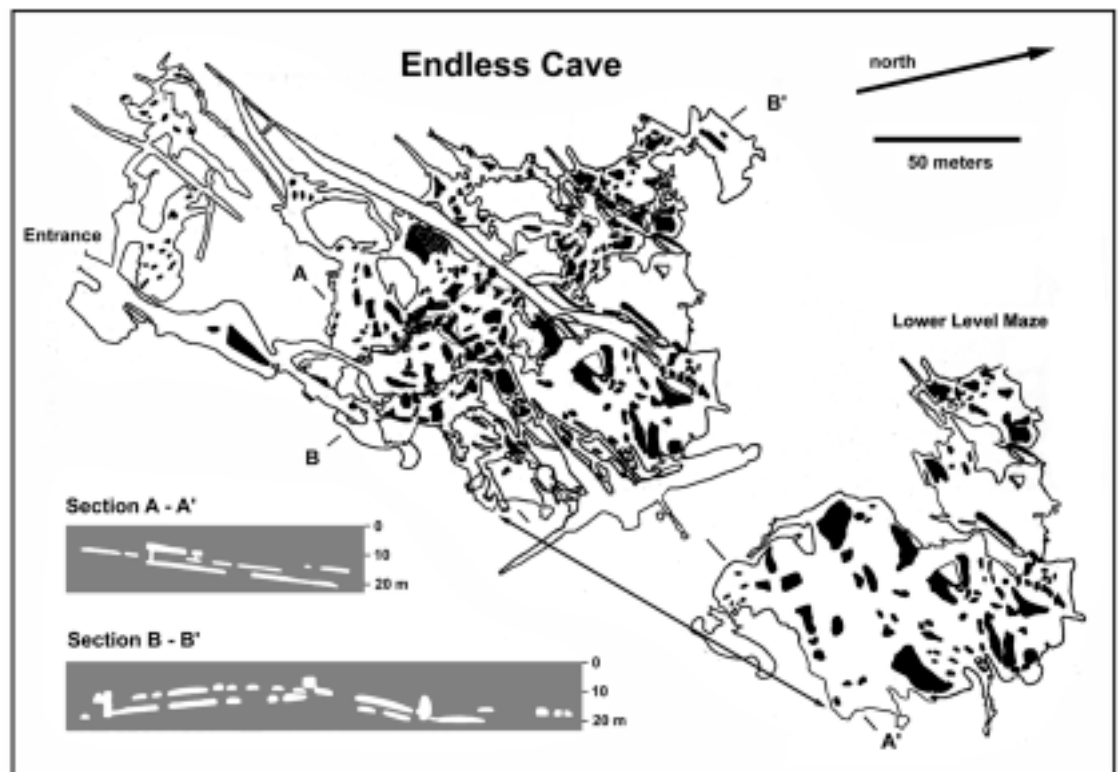 Endless Cave
north
50 meters
B'
Entrance
A
Lower Level Maze
B
Section A - A'
0
10
20 m
Section B - B'
0
10
20 m
A'